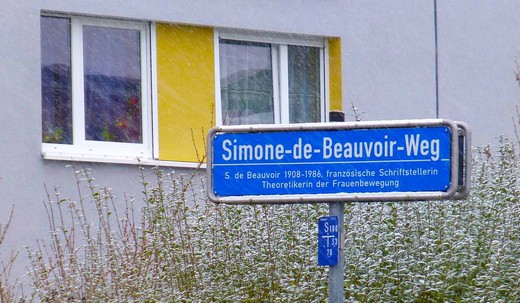 Simone-de-Beauvoir-Weg
S. de Beauvoir 1908-1986, französische Schriftstellerin
Theoretikerin der Frauenbewegung